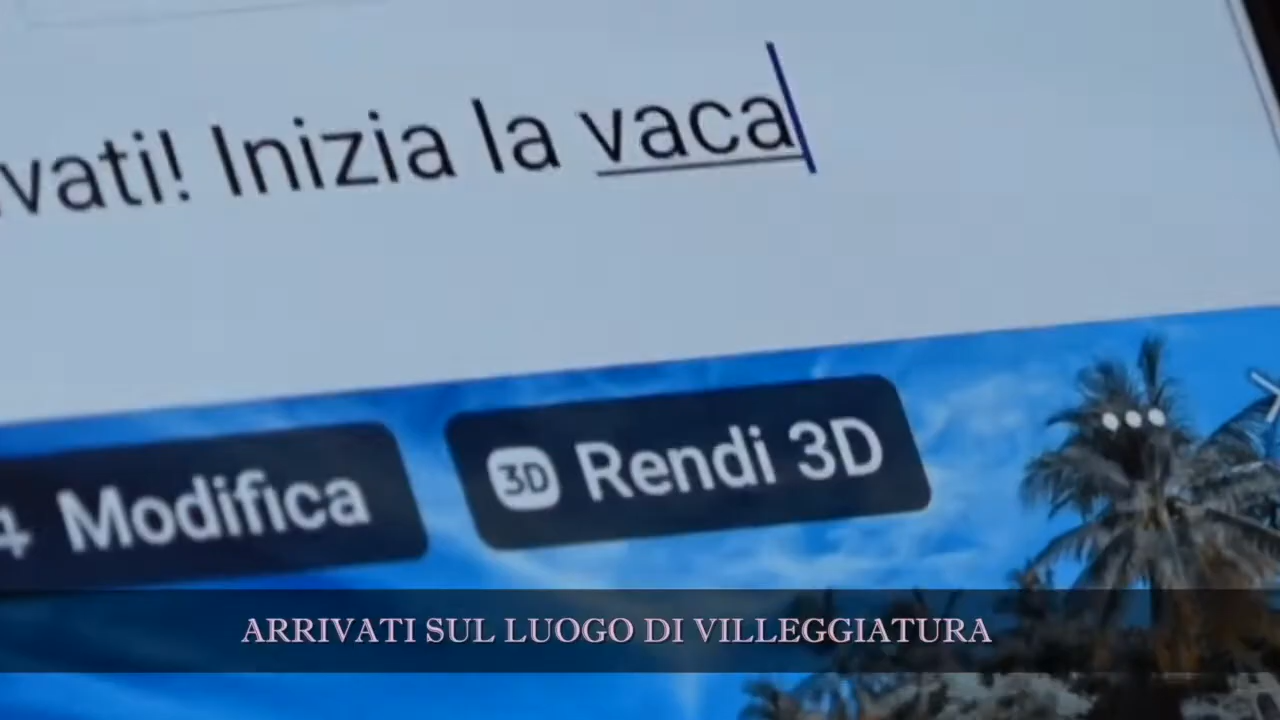 vati! Inizia la vaca
Modifica
3D Rendi 3D
ARRIVATI SUL LUOGO DI VILLEGGIATURA